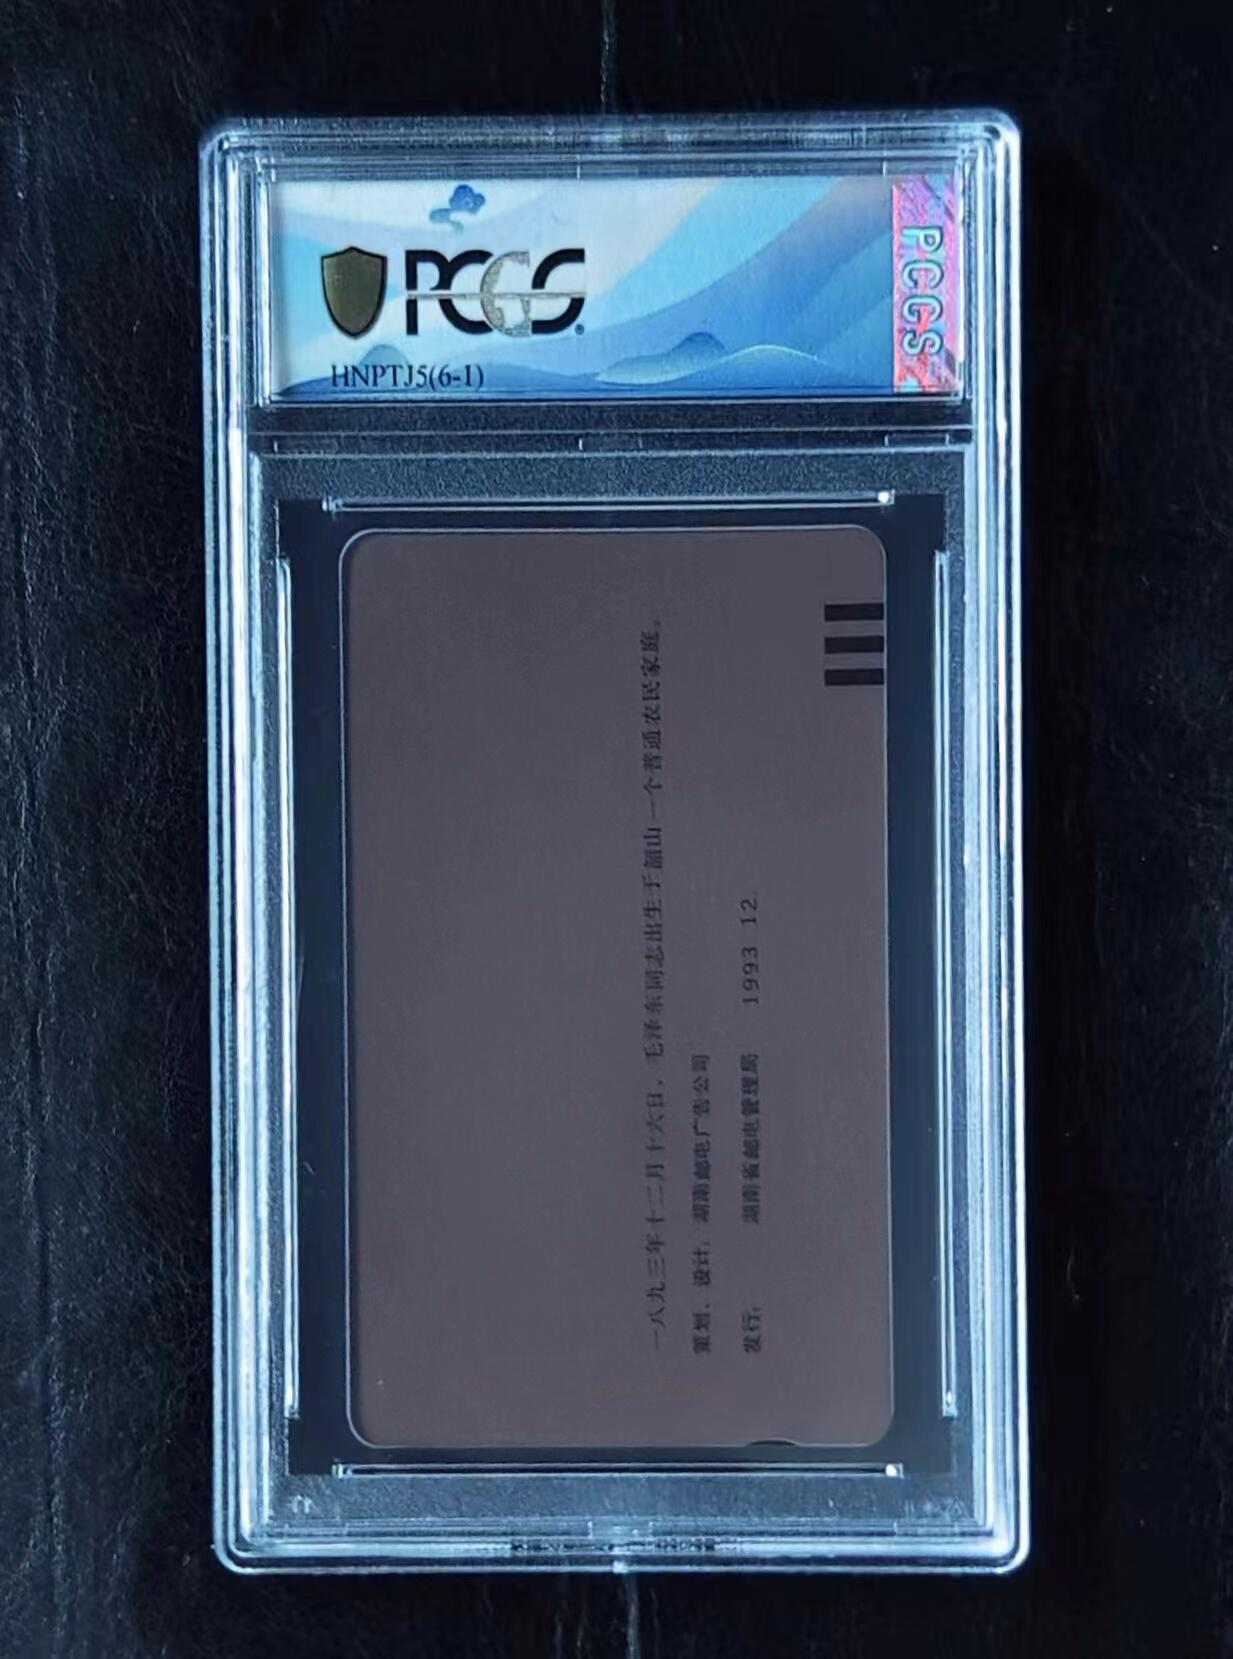 PCGS
HNPTJ5(6-1)
PCGS
一八九三年十二月十六日，毛泽东同志出生于韶山一个普通农民家庭。
策划、设计：湖南邮电广告公司
发行：湖南省邮电管理局 1993 12